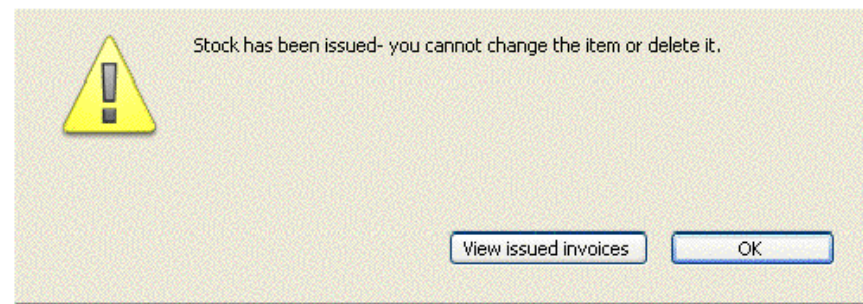 Stock has been issued- you cannot change the item or delete it.
View issued invoices
OK